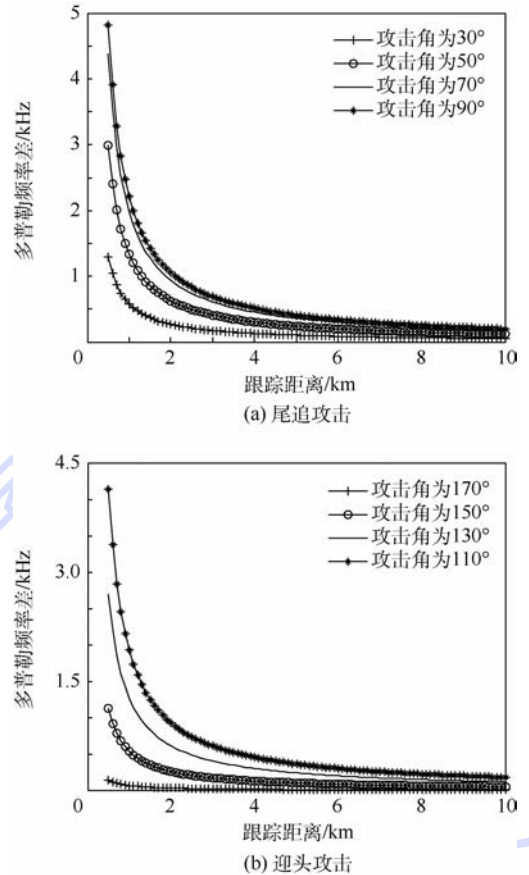 5
攻击角为30°
攻击角为50°
4
攻击角为70°
攻击角为90°
3
2
1
多普勒频率差/kHz
0
2
4
6
8
10
跟踪距离/km
(a) 尾追攻击
4.5
攻击角为170°
攻击角为150°
攻击角为130°
攻击角为110°
3.0
1.5
多普勒频率差/kHz
0
2
4
6
8
10
跟踪距离/km
(b) 迎头攻击